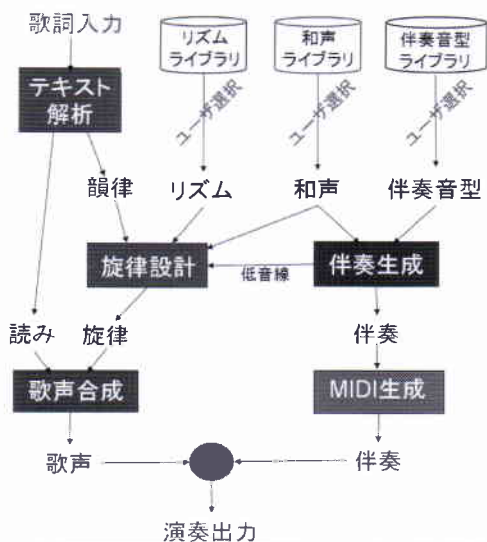 歌詞入力
リズム
ライブラリ
和声
ライブラリ
伴奏音型
ライブラリ
テキスト
解析
ユーザ選択
ユーザ選択
ユーザ選択
韻律
リズム
和声
伴奏音型
旋律設計
低音線
伴奏生成
読み
旋律
伴奏
歌声合成
MIDI生成
歌声
伴奏
演奏出力